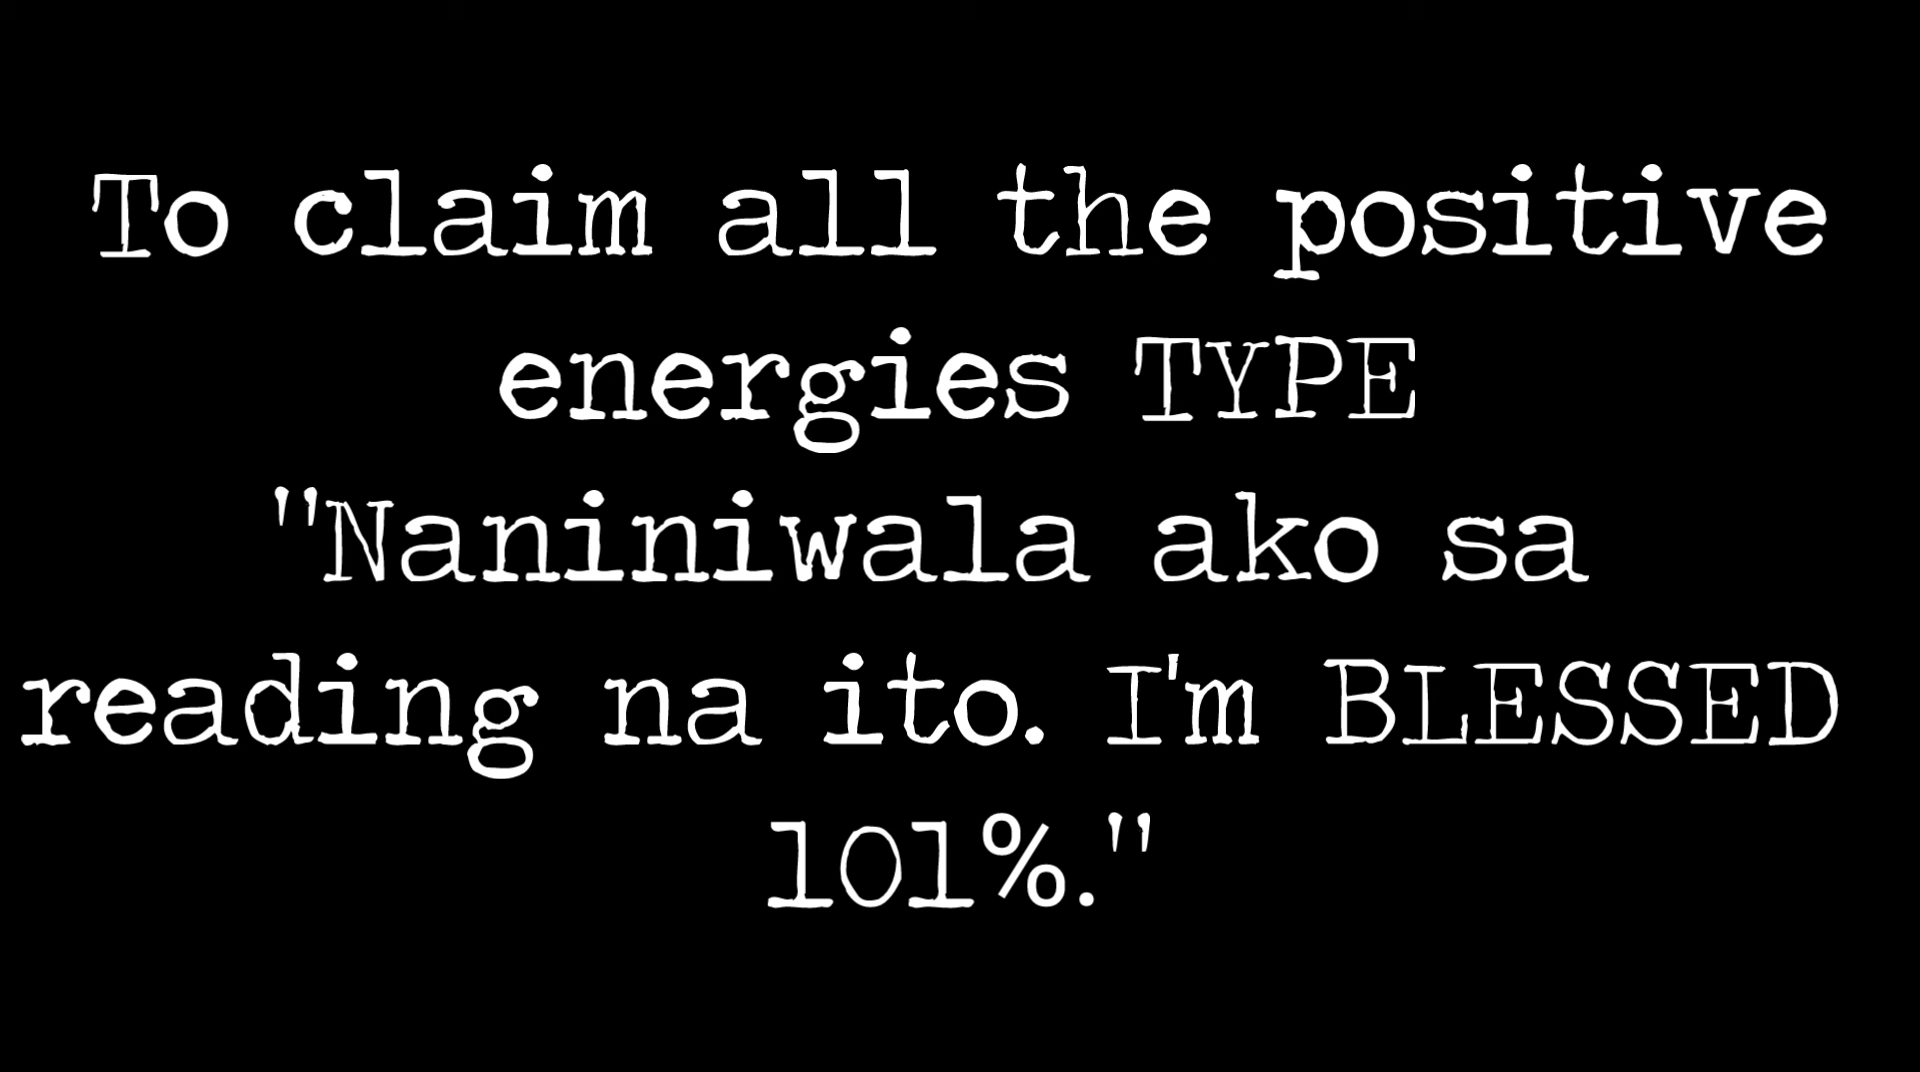 To claim all the positive
energies TYPE
"Naniniwala ako sa
reading na ito. I'm BLESSED
101%."